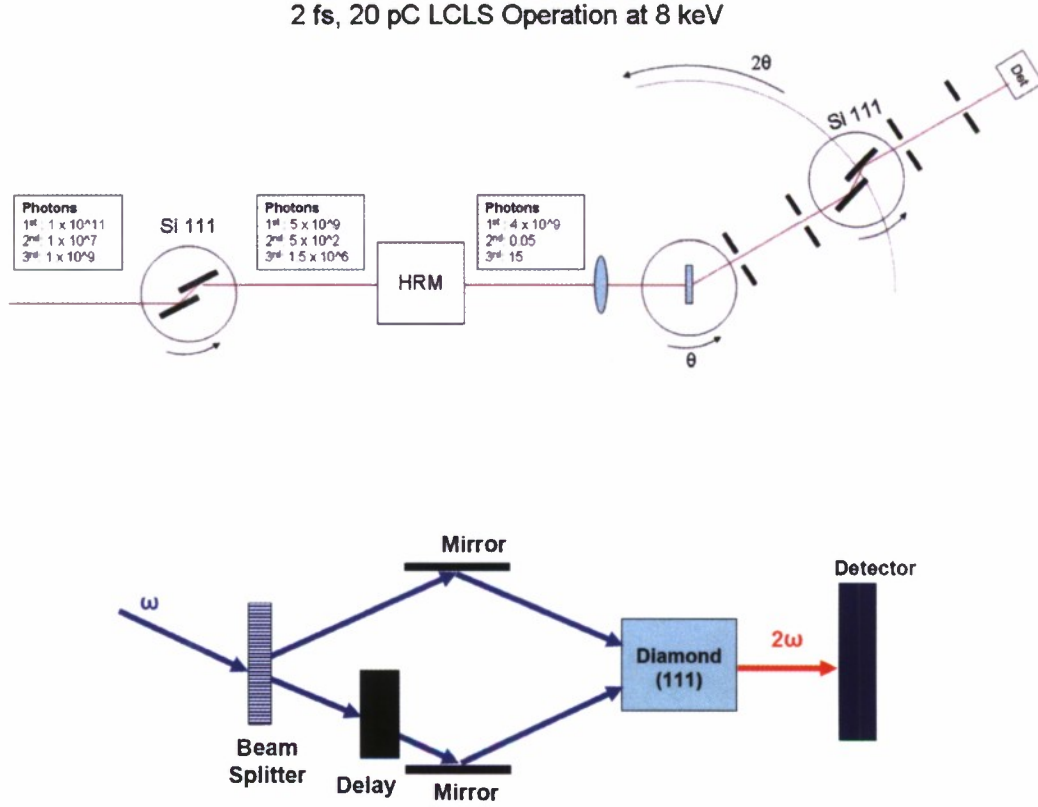 2 fs, 20 pC LCLS Operation at 8 keV
2θ
Det
Si 111
Photons
1st : 1 x 10^11
2nd: 1 x 10^7
3rd: 1 x 10^9
Si 111
Photons
1st : 5 x 10^9
2nd: 5 x 10^2
3rd: 1.5 x 10^6
HRM
Photons
1st : 4 x 10^9
2nd: 0.05
3rd: 15
θ
Mirror
Detector
ω
Diamond
(111)
2ω
Beam
Splitter
Delay
Mirror